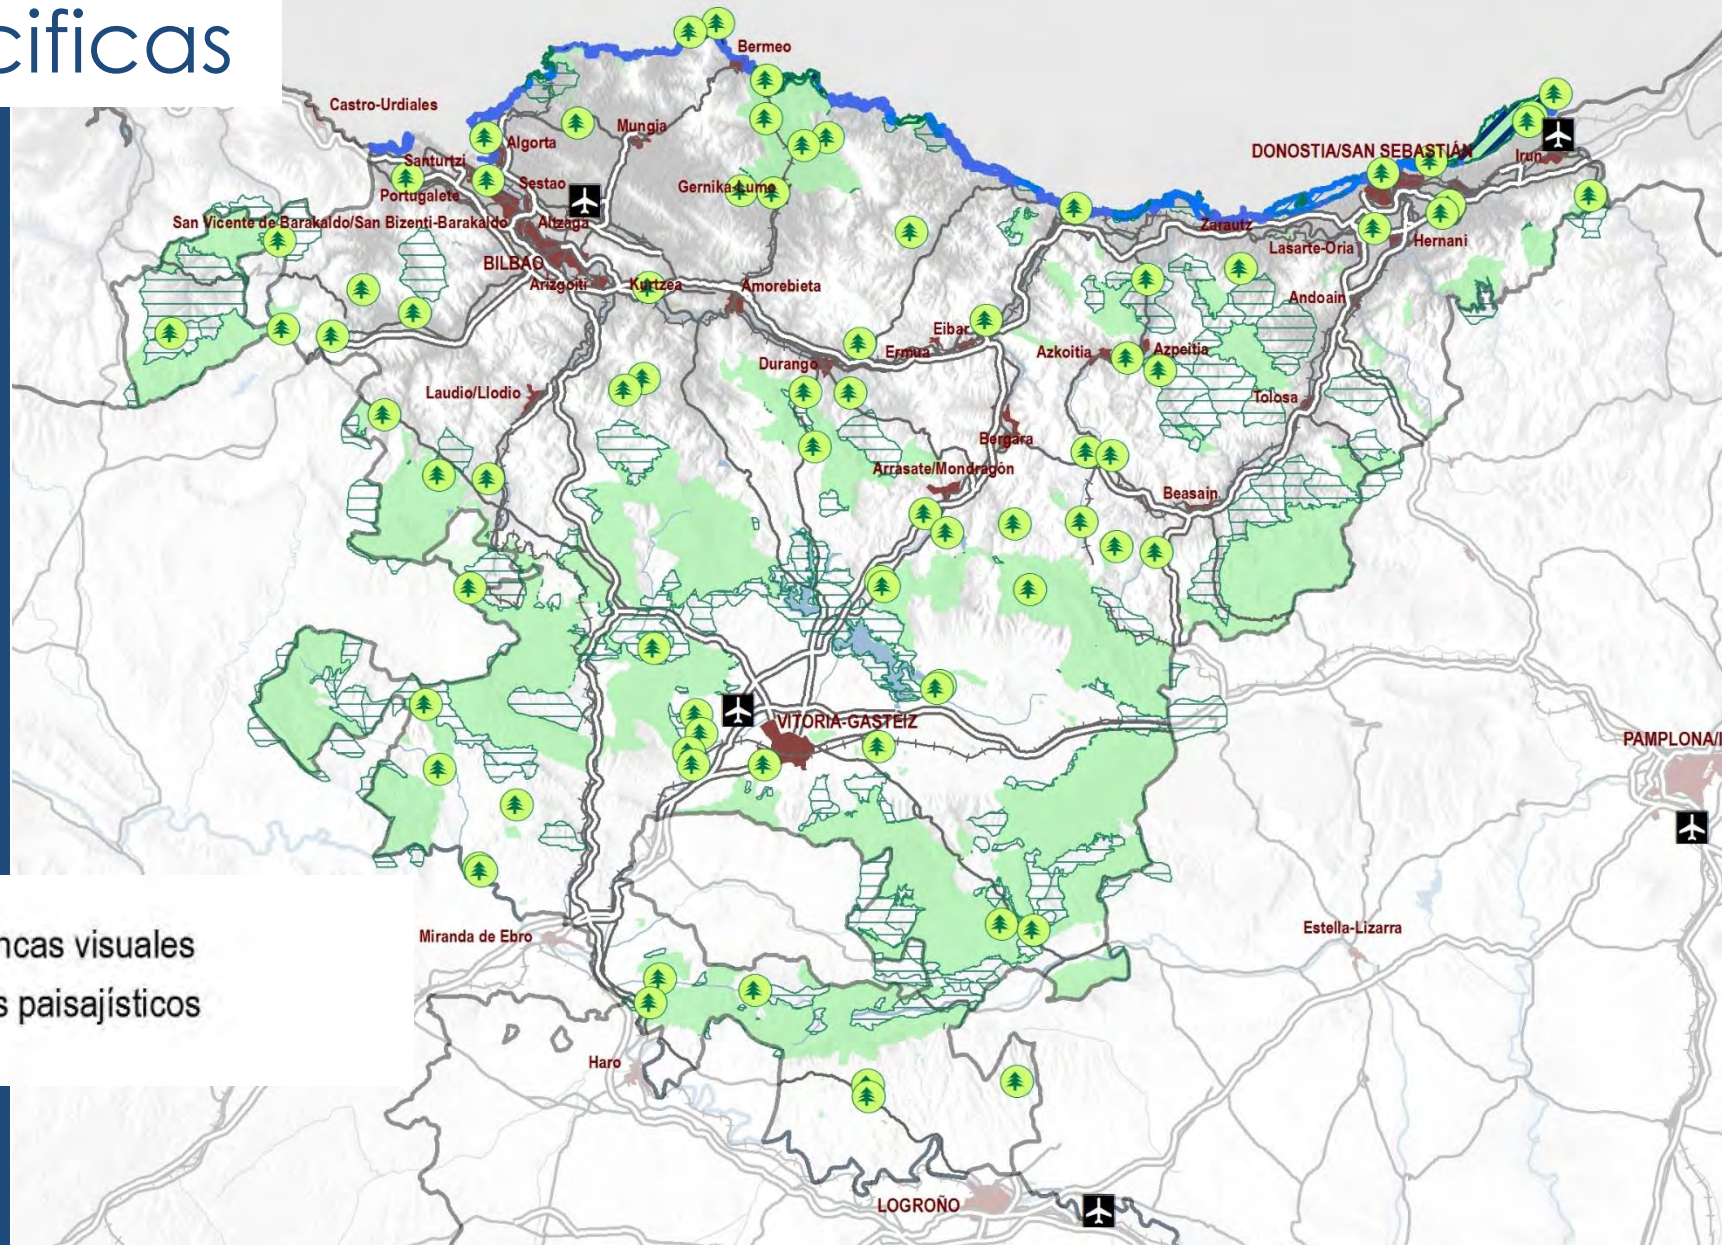 cificas
Bermeo
Castro-Urdiales
Mungia
Algorta
DONOSTIA/SAN SEBASTIÁN
Irun
Santurtzi
Sestao
Gernika-Lumo
Portugalete
San Vicente de Barakaldo/San Bizenti-Barakaldo
Altzaga
Zarautz
Lasarte-Oria
Hernani
BILBAO
Arizgoiti
Kurtzea
Amorebieta
Andoain
Eibar
Ermua
Azkoitia
Azpeitia
Durango
Laudio/Llodio
Tolosa
Bergara
Arrasate/Mondragón
Beasain
VITORIA-GASTEIZ
PAMPLONA/I
Miranda de Ebro
Estella-Lizarra
ncas visuales
s paisajísticos
Haro
LOGROÑO